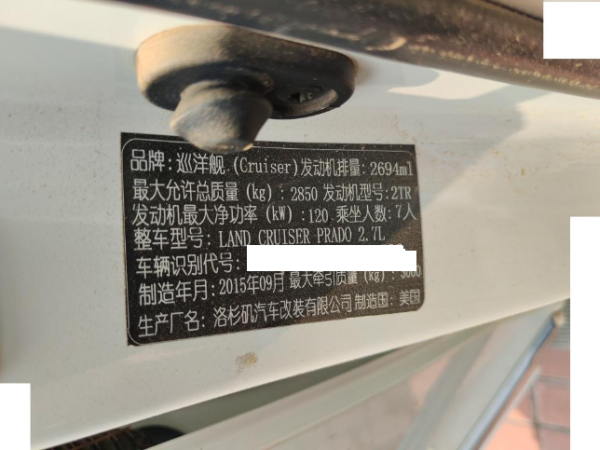 品牌: 巡洋舰 (Cruiser) 发动机排量: 2694ml
最大允许总质量 (kg) : 2850 发动机型号: 2TR
发动机最大净功率 (kW) :120 乘坐人数: 7人
整车型号: LAND CRUISER PRADO 2.7L
车辆识别代号:
制造年月: 2015年09月 最大牵引质量 (kg) :
生产厂名: 洛杉矶汽车改装有限公司 制造国: 美国